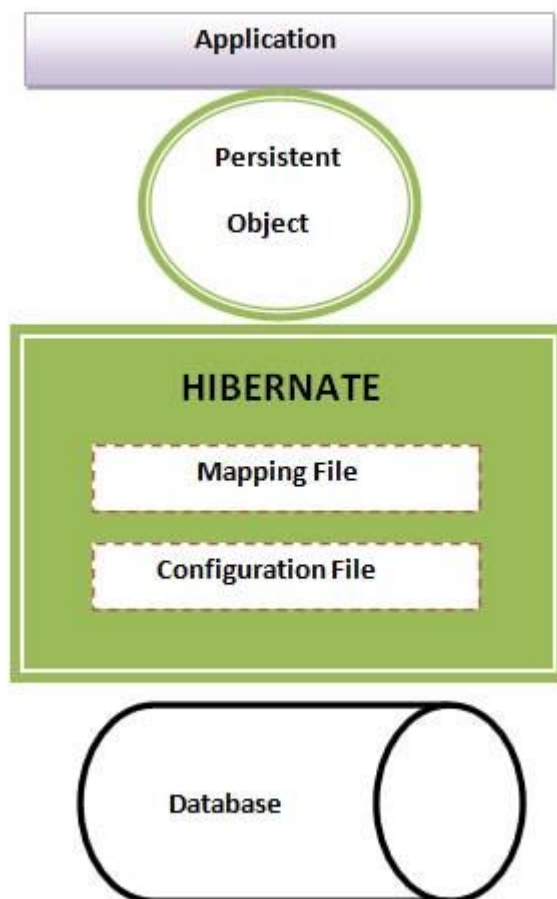 Application
Persistent
Object
HIBERNATE
Mapping File
Configuration File
Database